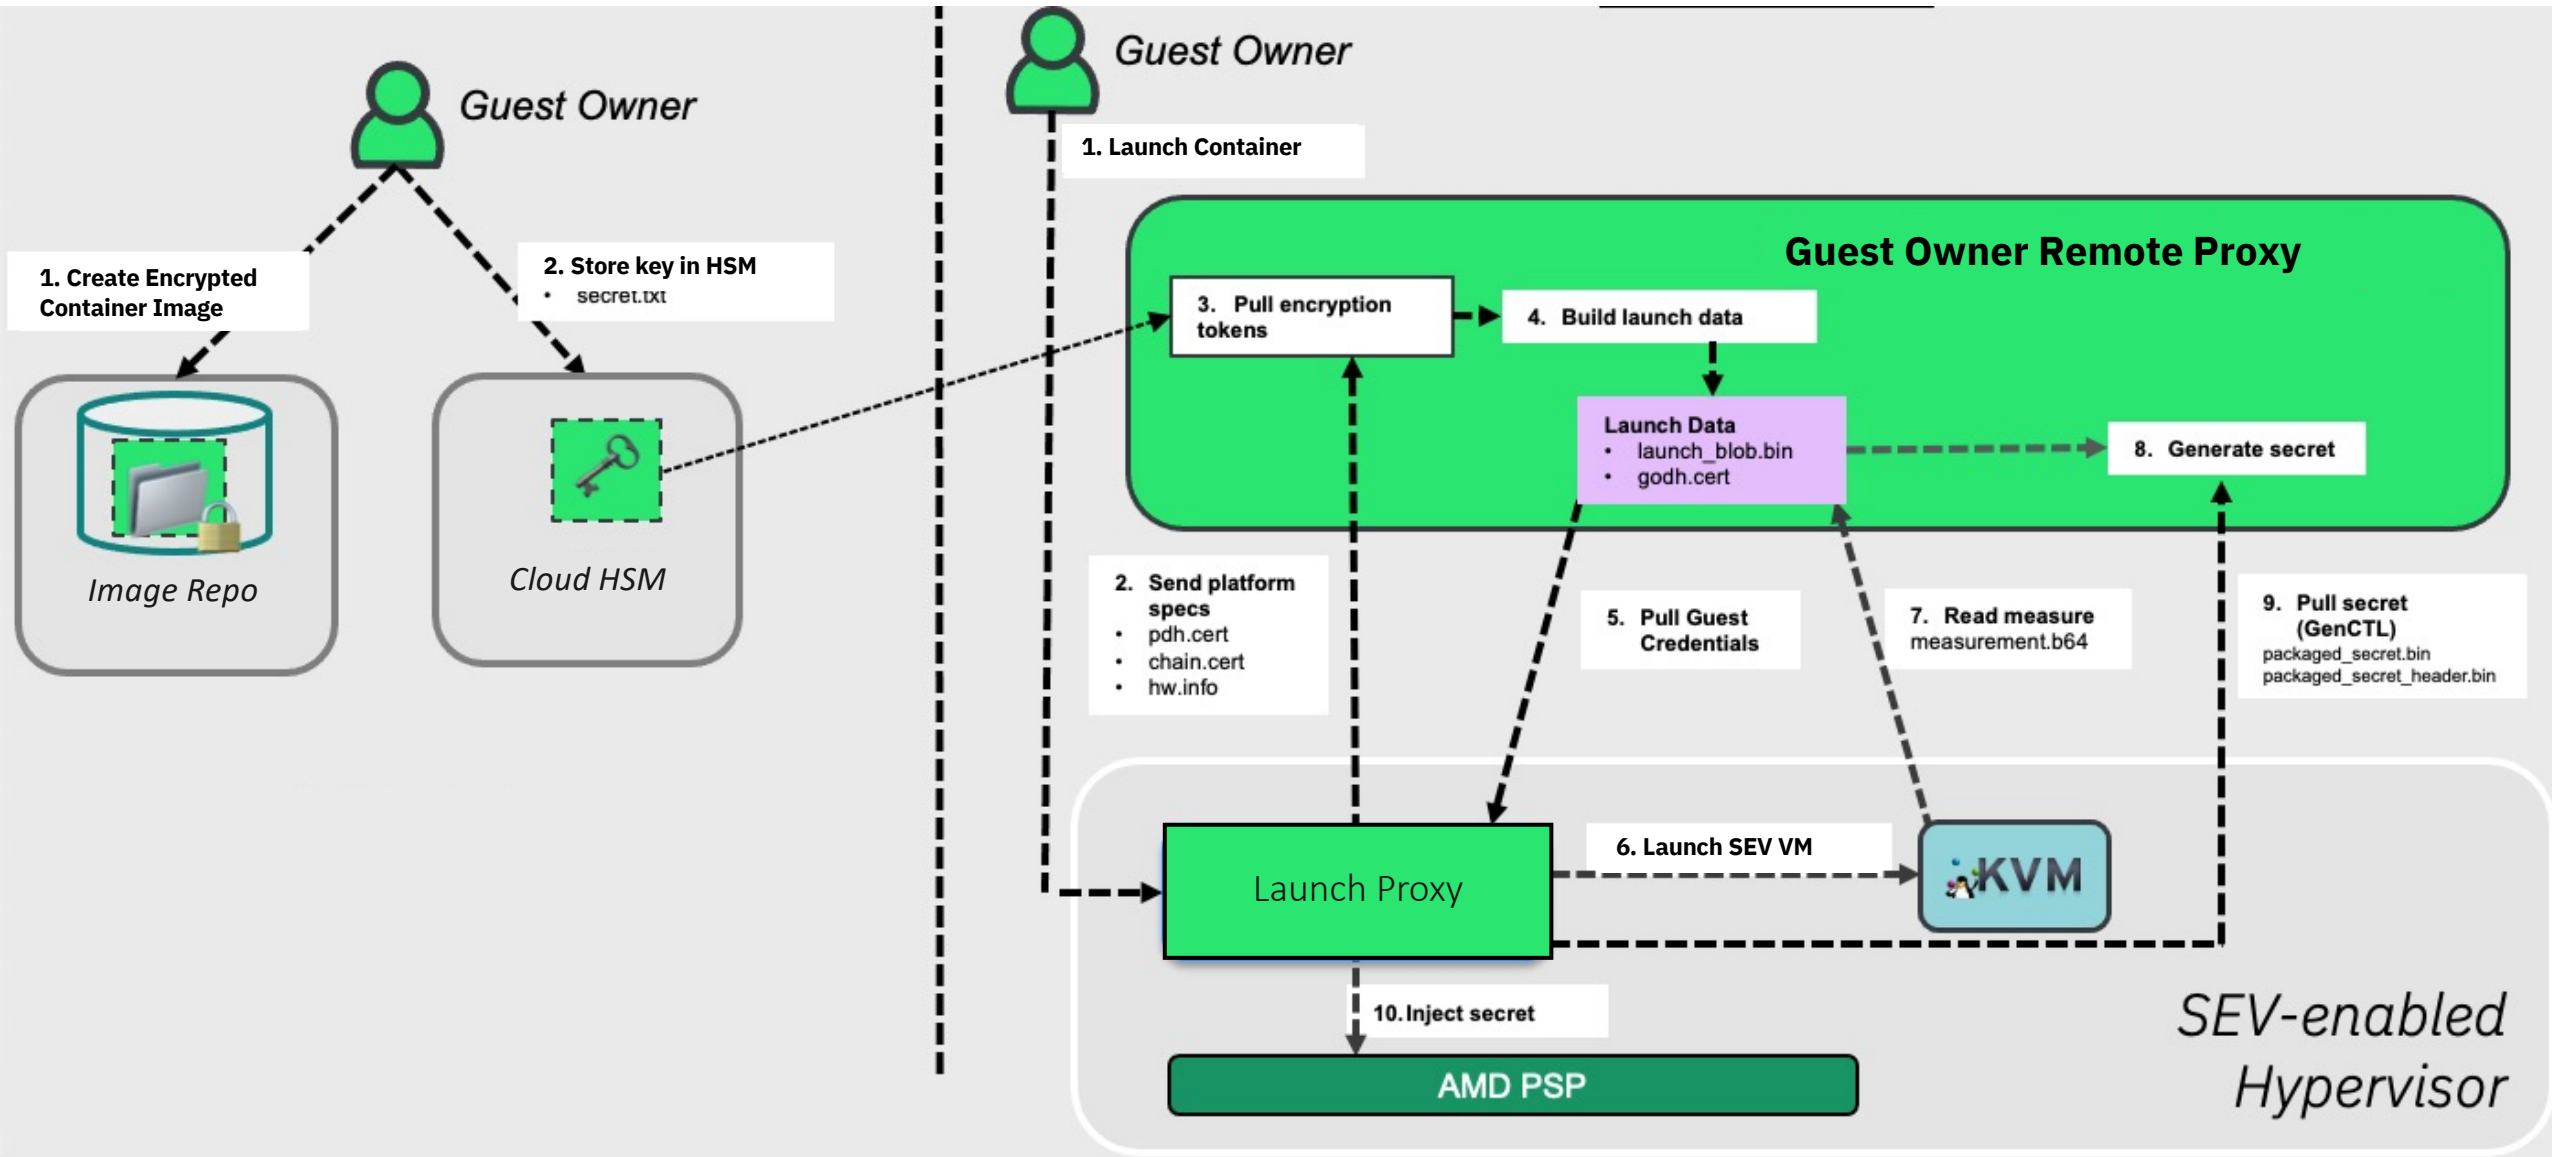 Guest Owner
1. Create Encrypted
Container Image
2. Store key in HSM
• secret.txt
Image Repo
Cloud HSM
Guest Owner
1. Launch Container
Guest Owner Remote Proxy
3. Pull encryption
tokens
4. Build launch data
Launch Data
• launch_blob.bin
• godh.cert
8. Generate secret
2. Send platform
specs
• pdh.cert
• chain.cert
• hw.info
5. Pull Guest
Credentials
7. Read measure
measurement.b64
9. Pull secret
(GenCTL)
packaged_secret.bin
packaged_secret_header.bin
Launch Proxy
6. Launch SEV VM
KVM
10. Inject secret
AMD PSP
SEV-enabled
Hypervisor